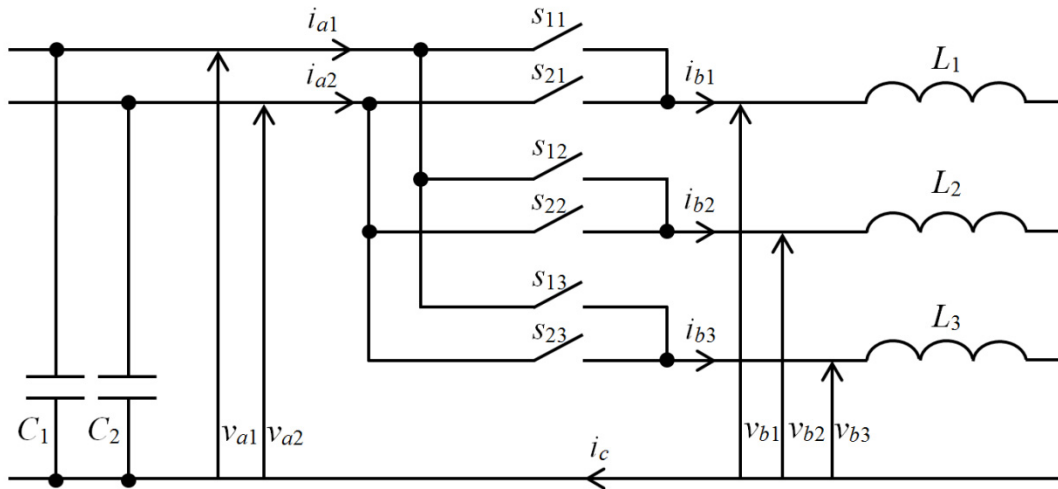 i_{a1}
s_{11}
i_{a2}
s_{21}
i_{b1}
L_1
s_{12}
s_{22}
i_{b2}
L_2
s_{13}
s_{23}
i_{b3}
L_3
C_1
C_2
v_{a1}
v_{a2}
i_c
v_{b1}
v_{b2}
v_{b3}